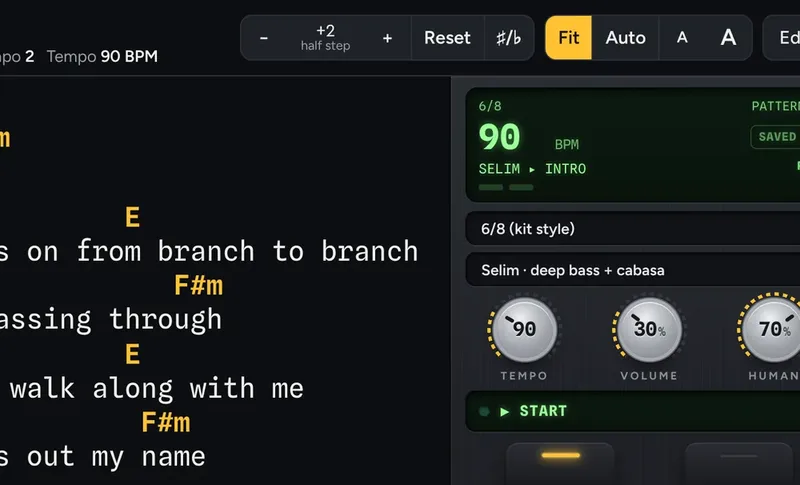 -
+2
half step
+
Reset
♯/♭
Fit
Auto
A
A
Ed
po 2 Tempo 90 BPM
m
E
s on from branch to branch
F#m
assing through
E
walk along with me
F#m
s out my name
6/8
PATTER
90 BPM
SAVED
SELIM ▸ INTRO
6/8 (kit style)
Selim · deep bass + cabasa
90
30%
70%
TEMPO
VOLUME
HUMAN
▶ START